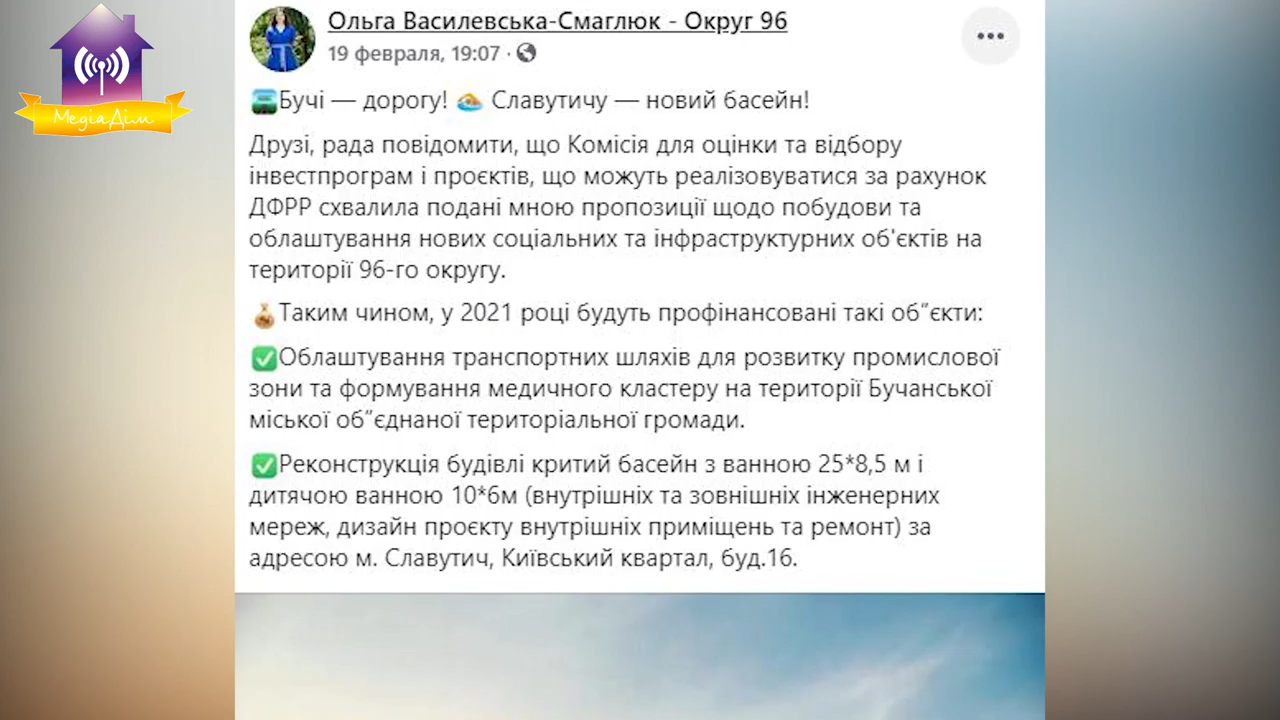 МедіаДім
Ольга Василевська-Смаглюк - Округ 96
19 февраля, 19:07 ·
Бучі — дорогу! Славутичу — новий басейн!
Друзі, рада повідомити, що Комісія для оцінки та відбору
інвестпрограм і проєктів, що можуть реалізовуватися за рахунок
ДФРР схвалила подані мною пропозиції щодо побудови та
облаштування нових соціальних та інфраструктурних об'єктів на
території 96-го округу.
Таким чином, у 2021 році будуть профінансовані такі об“єкти:
Облаштування транспортних шляхів для розвитку промислової
зони та формування медичного кластеру на території Бучанської
міської об“єднаної територіальної громади.
Реконструкція будівлі критий басейн з ванною 25*8,5 м і
дитячою ванною 10*6м (внутрішніх та зовнішніх інженерних
мереж, дизайн проєкту внутрішніх приміщень та ремонт) за
адресою м. Славутич, Київський квартал, буд.16.